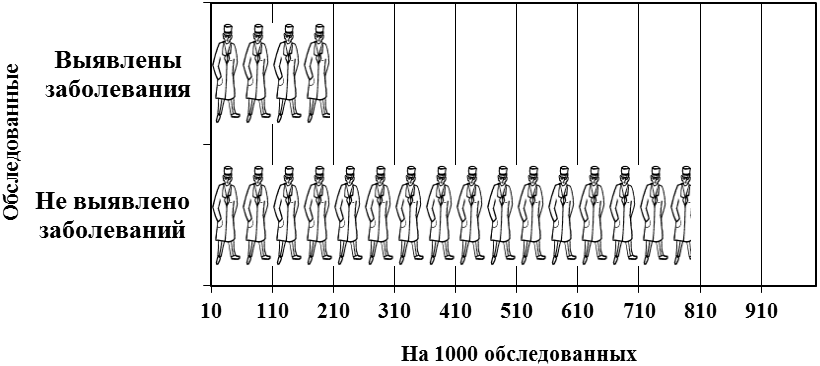 Обследованные
Выявлены
заболевания
Не выявлено
заболеваний
10 110 210 310 410 510 610 710 810 910
На 1000 обследованных